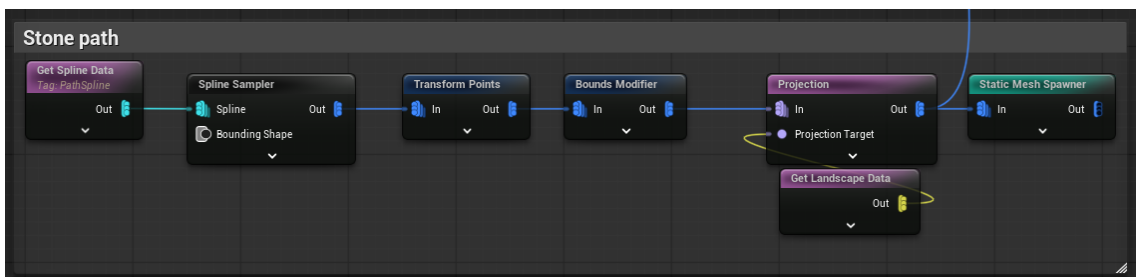 Stone path
Get Spline Data
Tag: PathSpline
Out
Spline Sampler
Spline Out
Bounding Shape
Transform Points
In Out
Bounds Modifier
In Out
Projection
In Out
Projection Target
Get Landscape Data
Out
Static Mesh Spawner
In Out